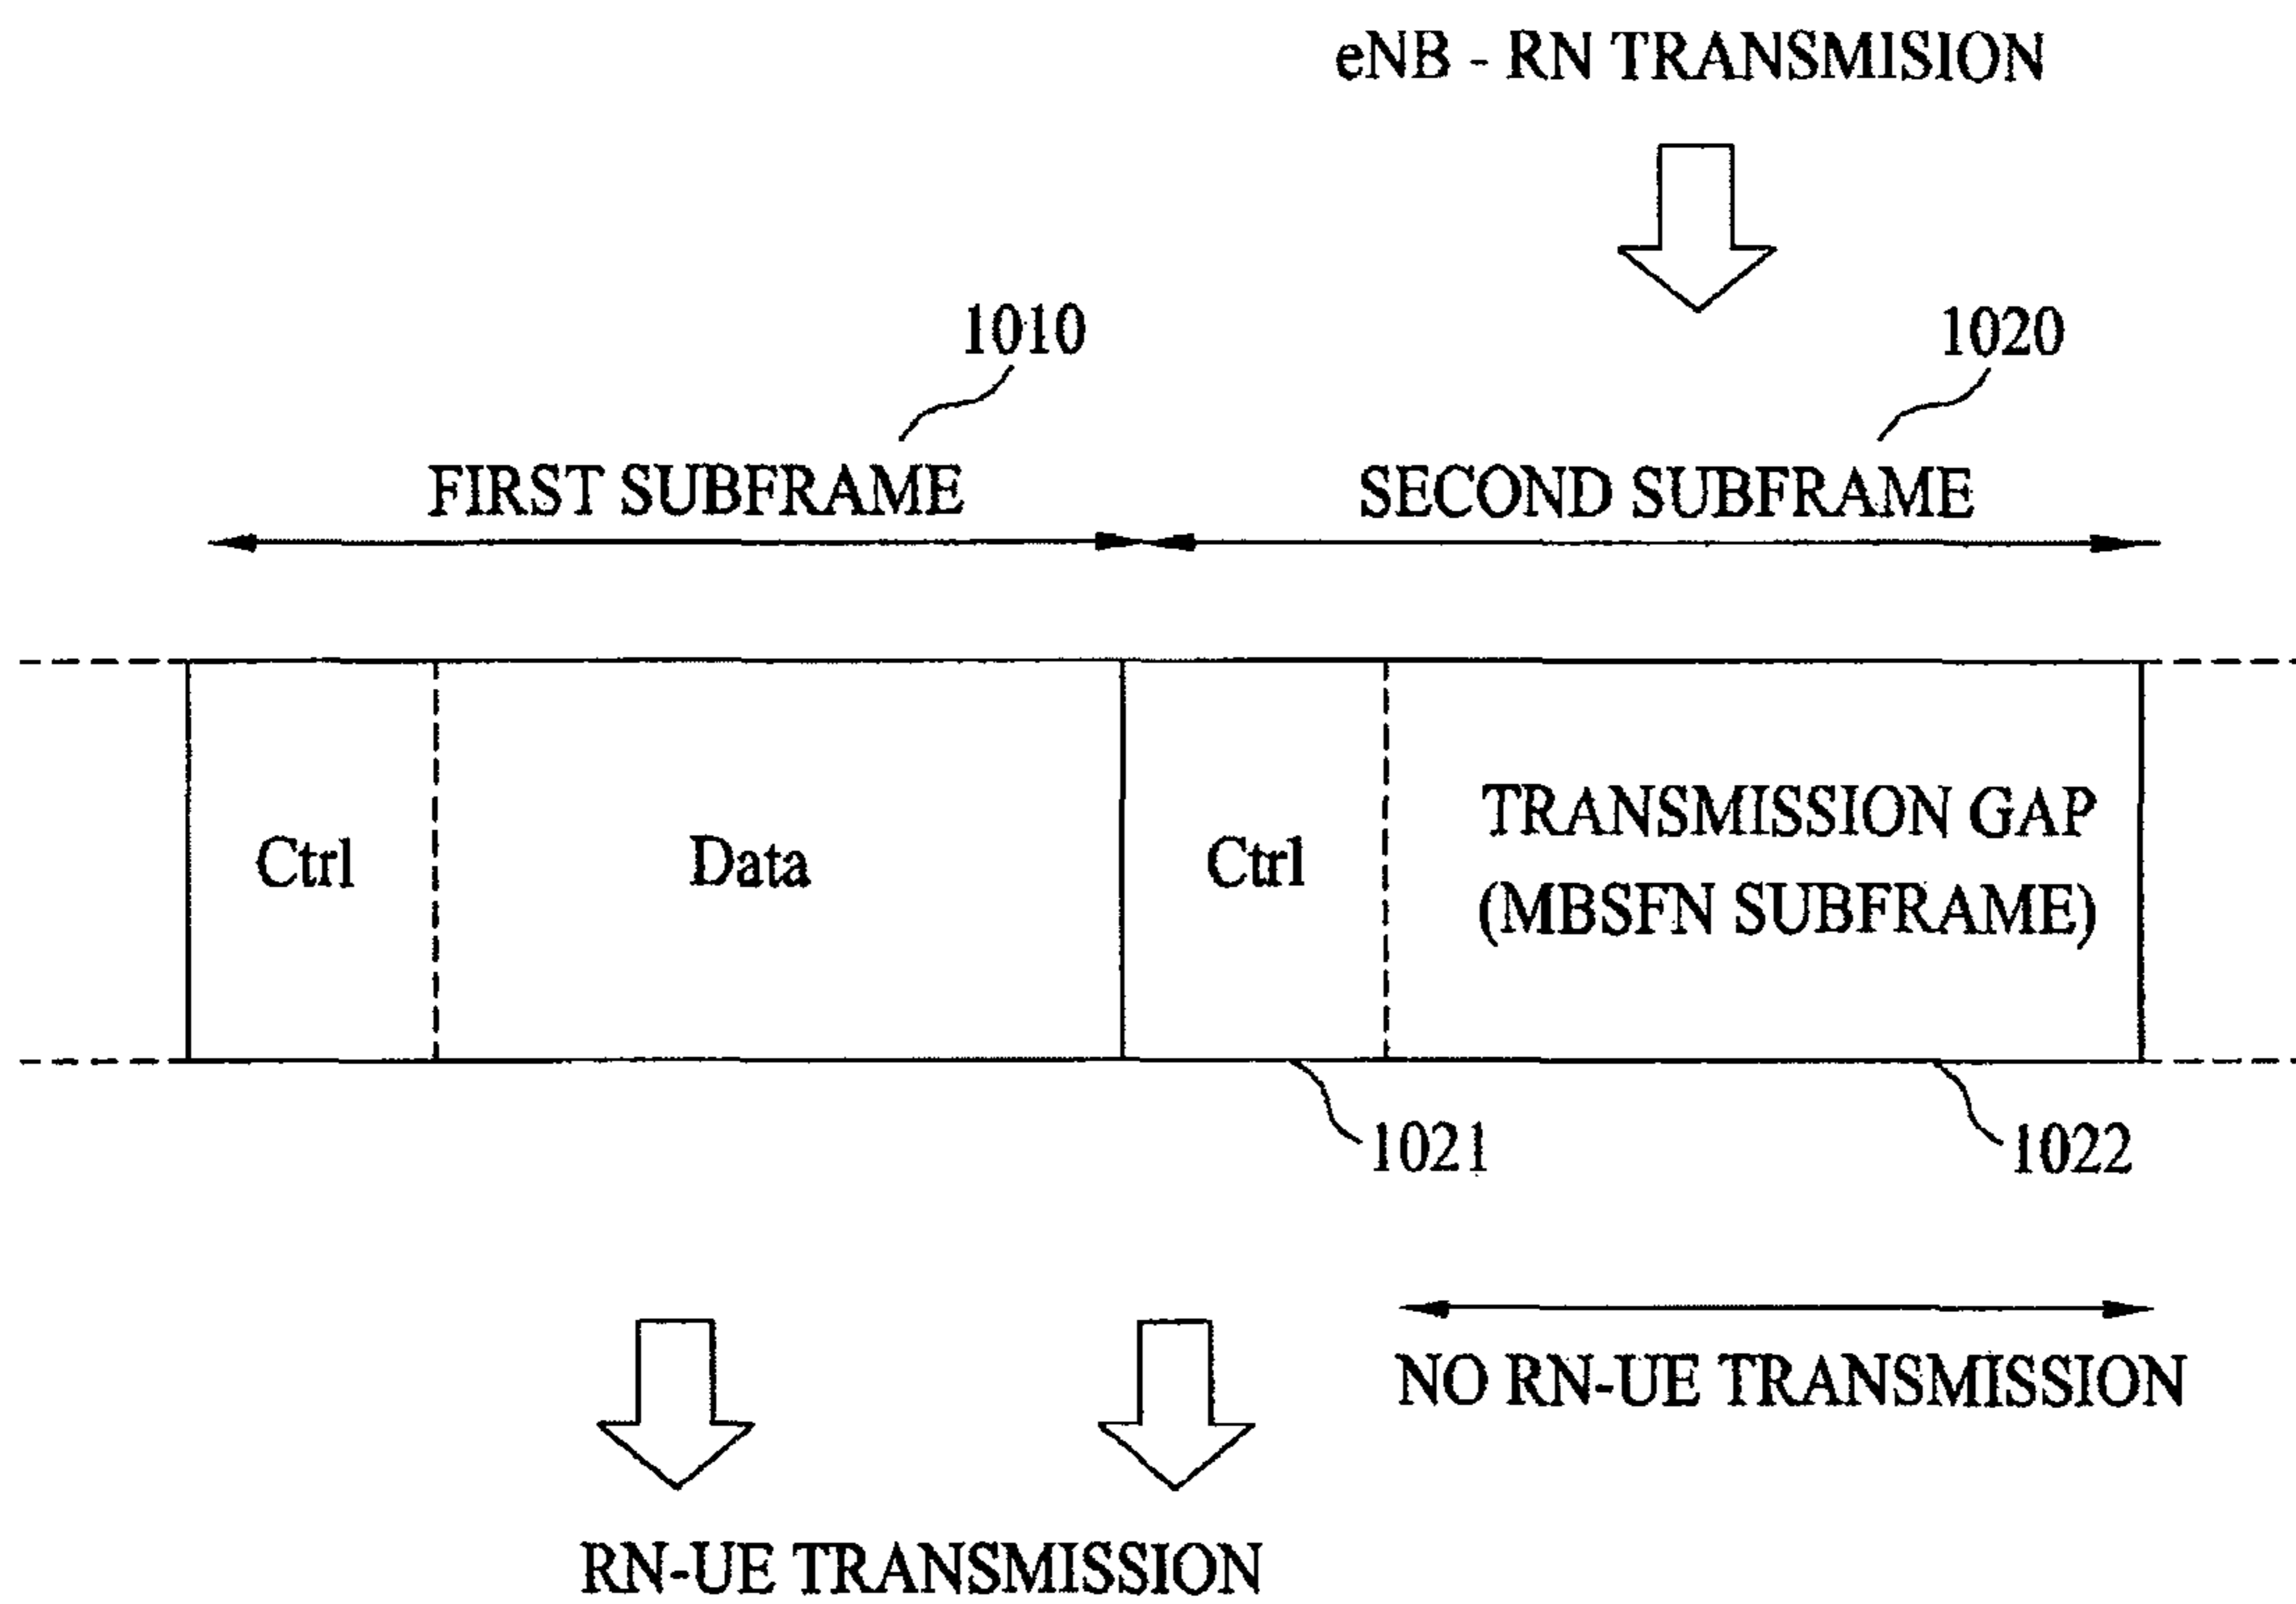 eNB - RN TRANSMISION
1010
1020
FIRST SUBFRAME
SECOND SUBFRAME
Ctrl
Data
Ctrl
TRANSMISSION GAP
(MBSFN SUBFRAME)
1021
1022
NO RN-UE TRANSMISSION
RN-UE TRANSMISSION